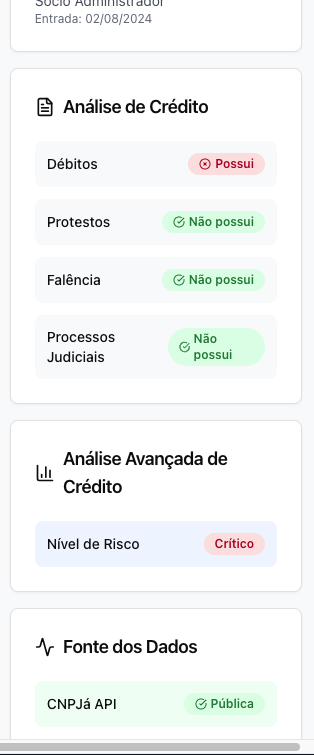 Sócio Administrador
Entrada: 02/08/2024
Análise de Crédito
Débitos
Possui
Protestos
Não possui
Falência
Não possui
Processos
Judiciais
Não
possui
Análise Avançada de
Crédito
Nível de Risco
Crítico
Fonte dos Dados
CNPJá API
Pública